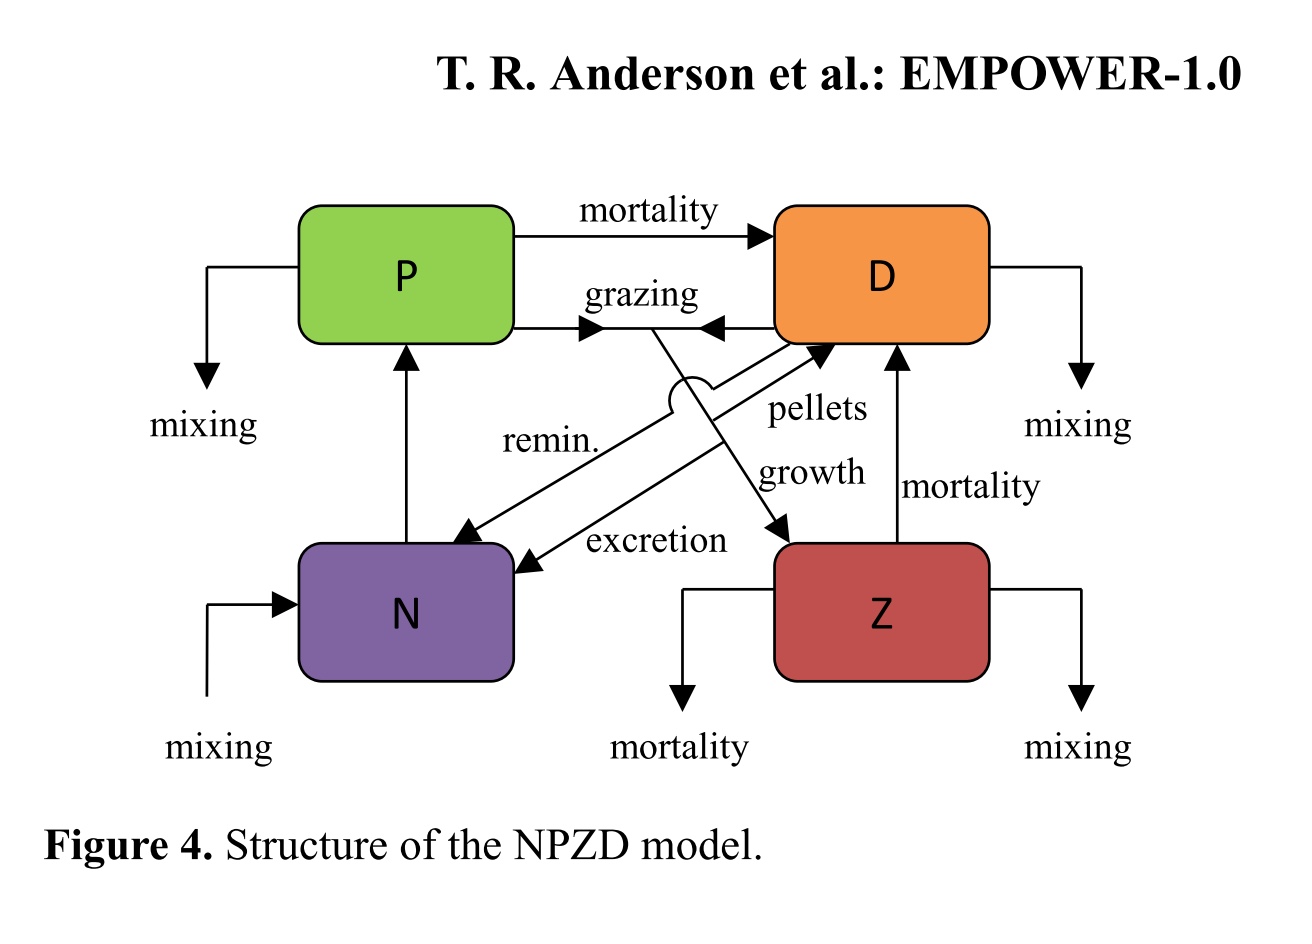 T. R. Anderson et al.: EMPOWER-1.0
mortality
P
D
grazing
mixing
pellets
mixing
remin.
growth
mortality
excretion
N
Z
mixing
mortality
mixing
Figure 4. Structure of the NPZD model.